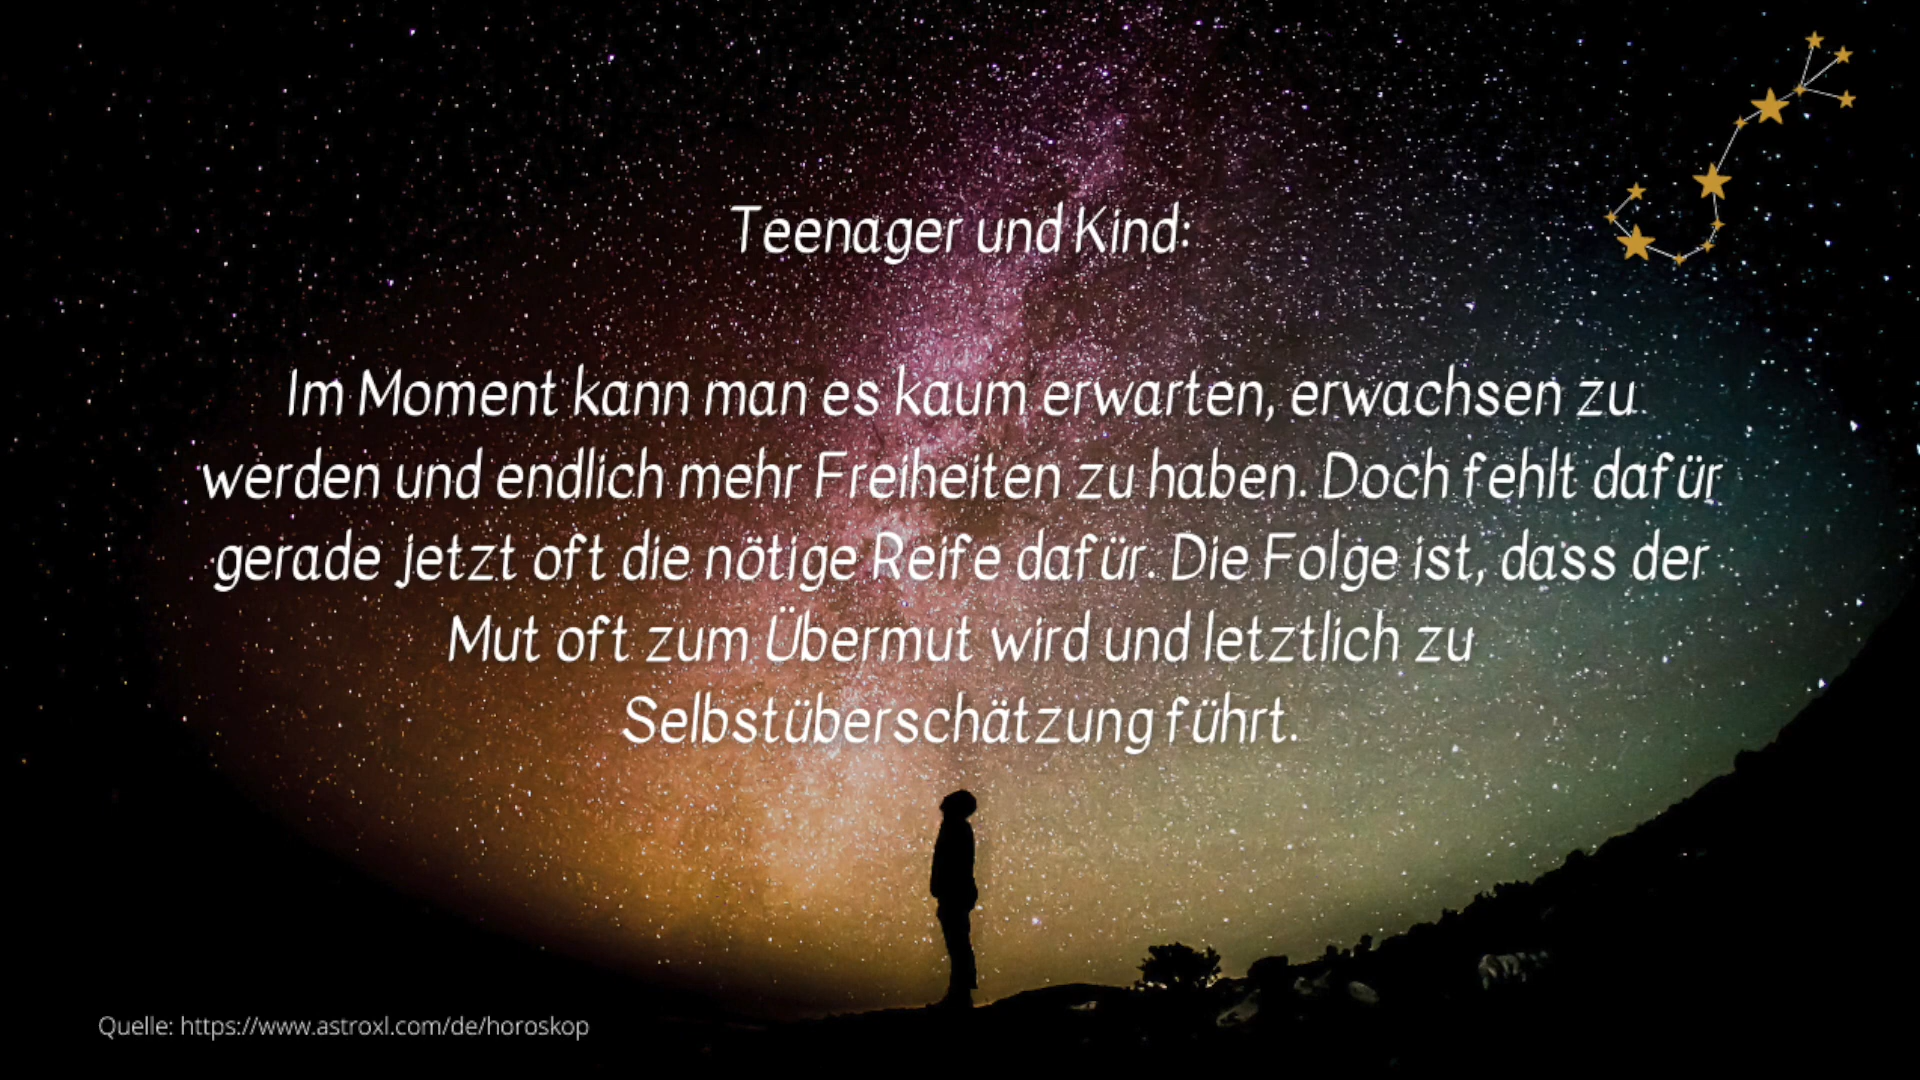 Teenager und Kind:
Im Moment kann man es kaum erwarten, erwachsen zu
werden und endlich mehr Freiheiten zu haben. Doch fehlt dafür
gerade jetzt oft die nötige Reife dafür. Die Folge ist, dass der
Mut oft zum Übermut wird und letztlich zu
Selbstüberschätzung führt.
Quelle: https://www.astroxl.com/de/horoskop